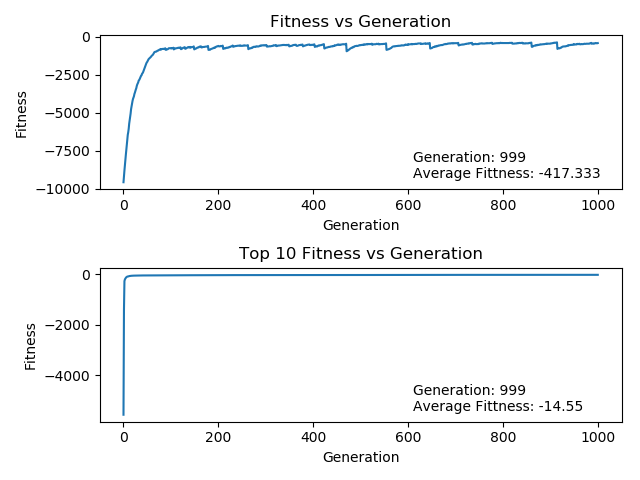 Fitness vs Generation
0
−2500
−5000
−7500
−10000
Fitness
Generation: 999
Average Fittness: -417.333
0 200 400 600 800 1000
Generation
Top 10 Fitness vs Generation
0
−2000
−4000
Fitness
Generation: 999
Average Fittness: -14.55
0 200 400 600 800 1000
Generation